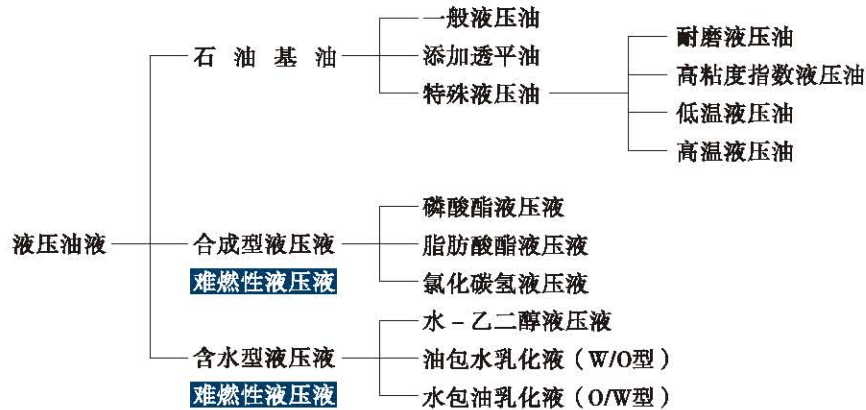 一般液压油
石油基油
添加透平油
特殊液压油
耐磨液压油
高粘度指数液压油
低温液压油
高温液压油
液压油液
合成型液压液
难燃性液压液
磷酸酯液压液
脂肪酸酯液压液
氯化碳氢液压液
含水型液压液
难燃性液压液
水－乙二醇液压液
油包水乳化液（W/O型）
水包油乳化液（O/W型）